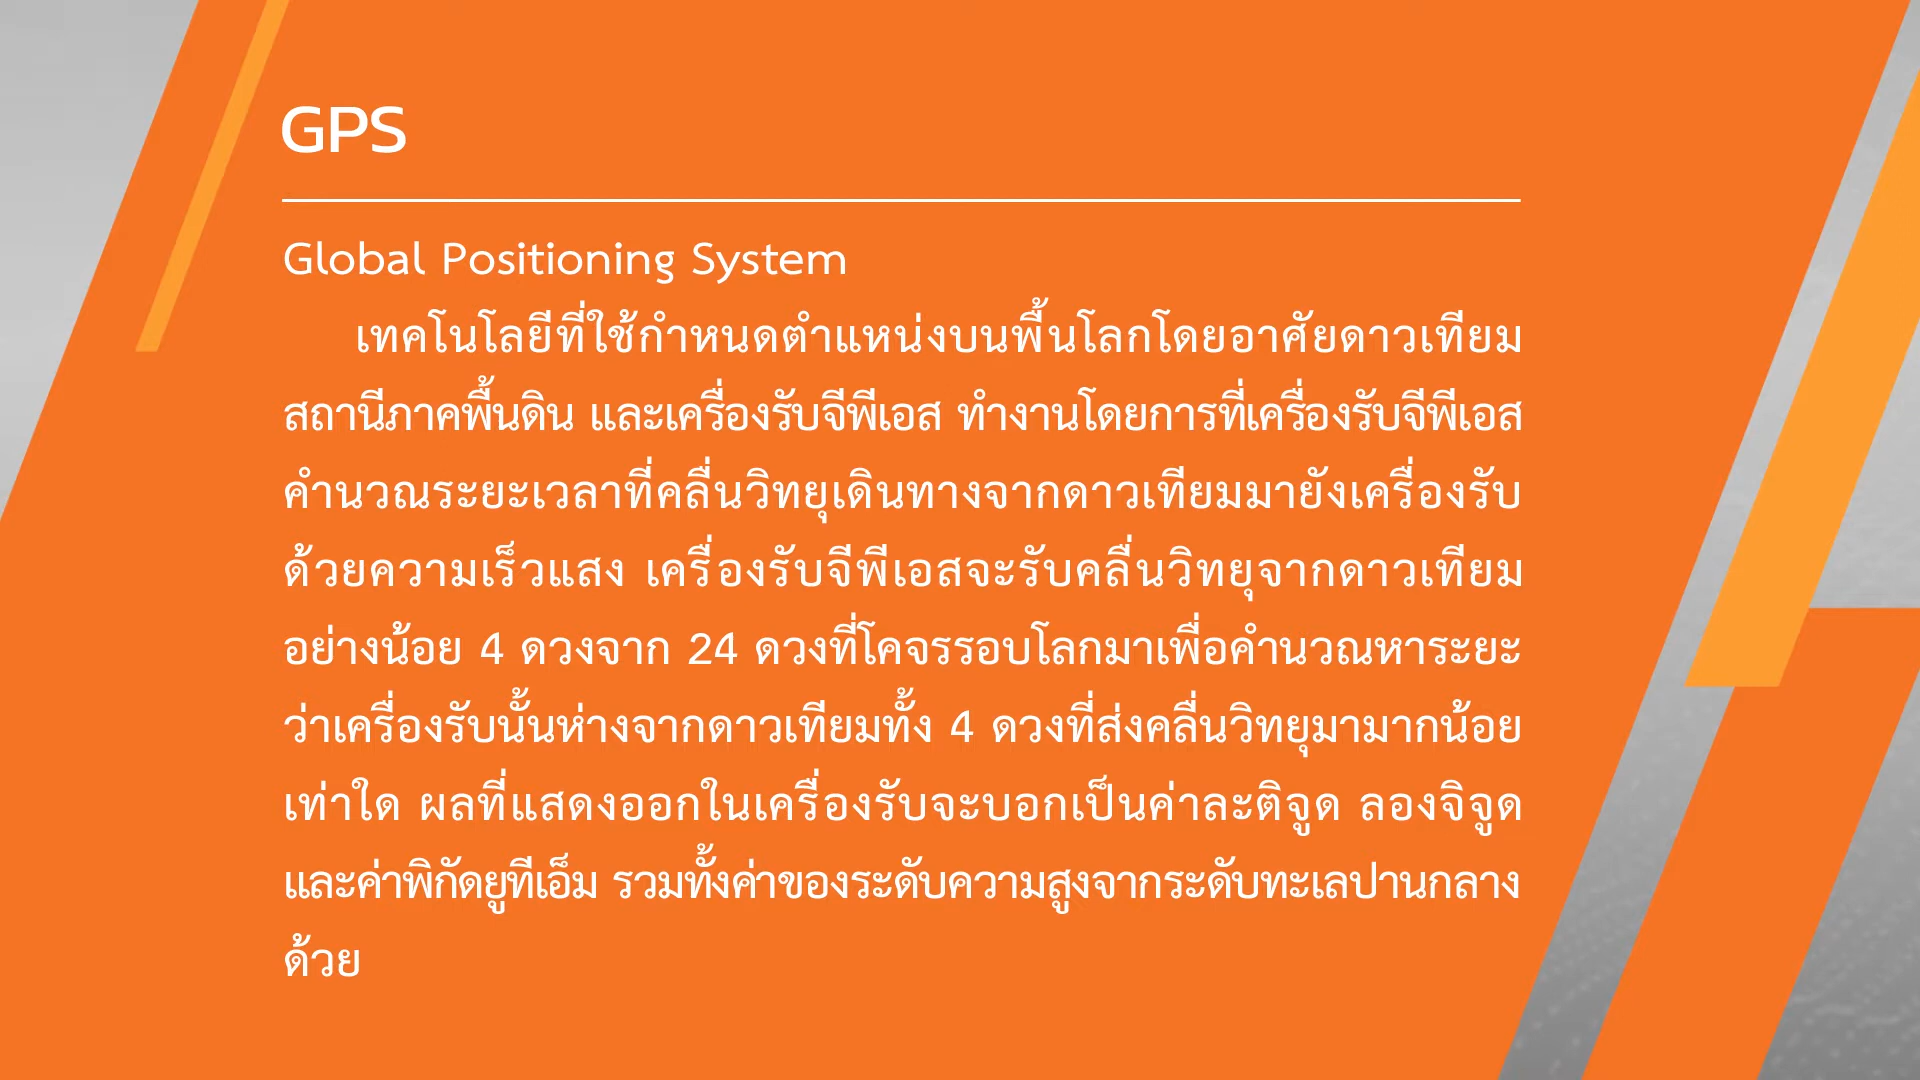 GPS
Global Positioning System
เทคโนโลยีที่ใช้กำหนดตำแหน่งบนพื้นโลกโดยอาศัยดาวเทียม
สถานีภาคพื้นดิน และเครื่องรับจีพีเอส ทำงานโดยการที่เครื่องรับจีพีเอส
คำนวณระยะเวลาที่คลื่นวิทยุเดินทางจากดาวเทียมมายังเครื่องรับ
ด้วยความเร็วแสง เครื่องรับจีพีเอสจะรับคลื่นวิทยุจากดาวเทียม
อย่างน้อย 4 ดวงจาก 24 ดวงที่โคจรรอบโลกมาเพื่อคำนวณหาระยะ
ว่าเครื่องรับนั้นห่างจากดาวเทียมทั้ง 4 ดวงที่ส่งคลื่นวิทยุมามากน้อย
เท่าใด ผลที่แสดงออกในเครื่องรับจะบอกเป็นค่าละติจูด ลองจิจูด
และค่าพิกัดยูทีเอ็ม รวมทั้งค่าของระดับความสูงจากระดับทะเลปานกลาง
ด้วย